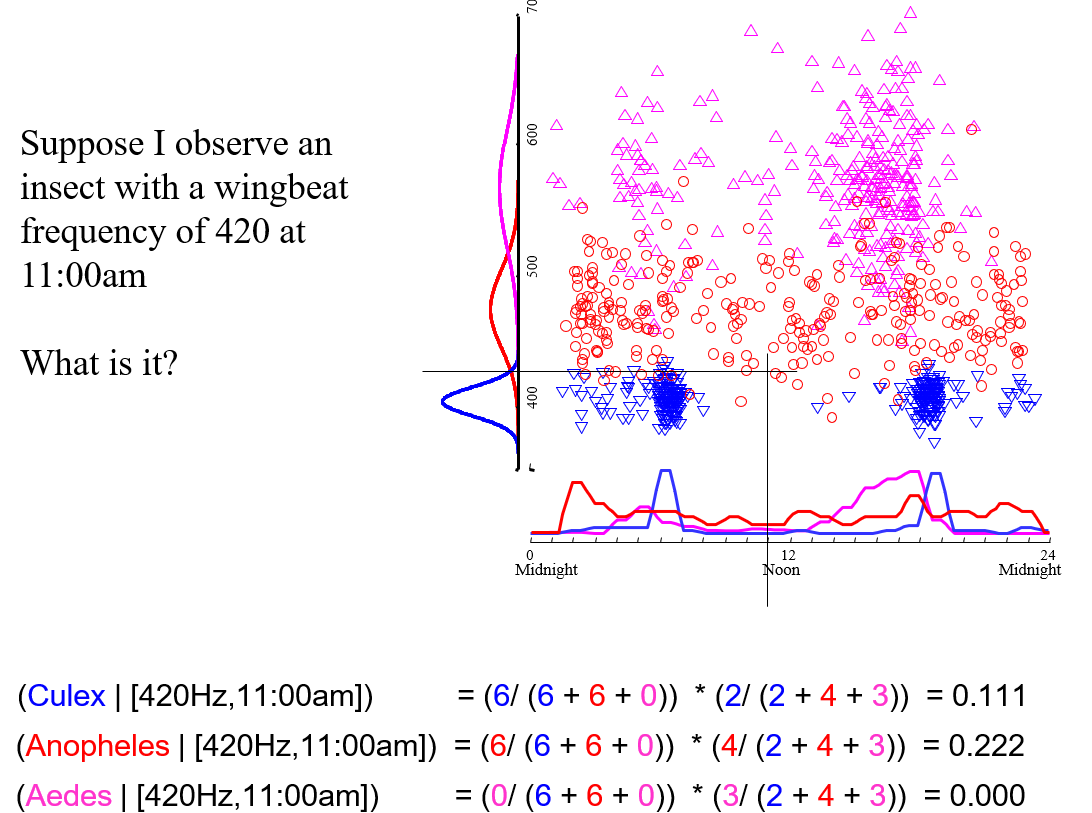 Suppose I observe an
insect with a wingbeat
frequency of 420 at
11:00am
What is it?
70
600
500
400
0
12
24
Midnight
Noon
Midnight
(Culex | [420Hz,11:00am]) = (6/ (6 + 6 + 0)) * (2/ (2 + 4 + 3)) = 0.111
(Anopheles | [420Hz,11:00am]) = (6/ (6 + 6 + 0)) * (4/ (2 + 4 + 3)) = 0.222
(Aedes | [420Hz,11:00am]) = (0/ (6 + 6 + 0)) * (3/ (2 + 4 + 3)) = 0.000